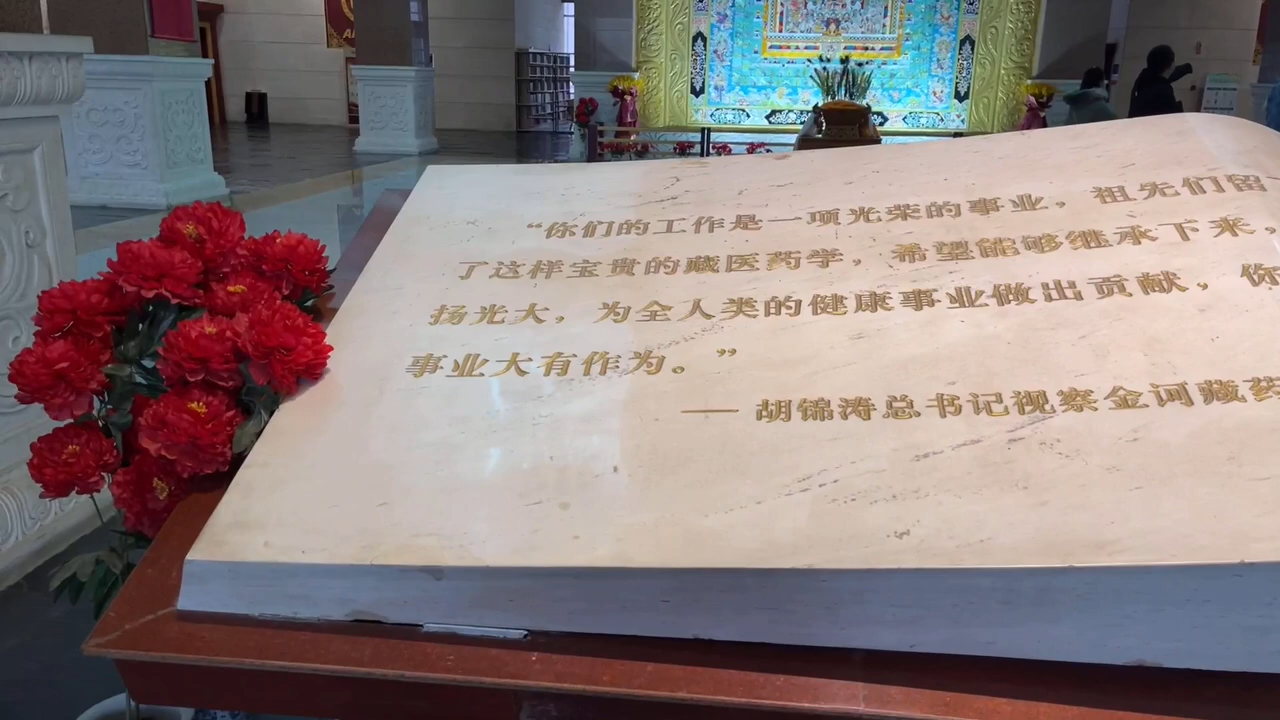 “你们的工作是一项光荣的事业，祖先们留
了这样宝贵的藏医药学，希望能够继承下来，
扬光大，为全人类的健康事业做出贡献，你
事业大有作为。”
—— 胡锦涛总书记视察金诃藏药